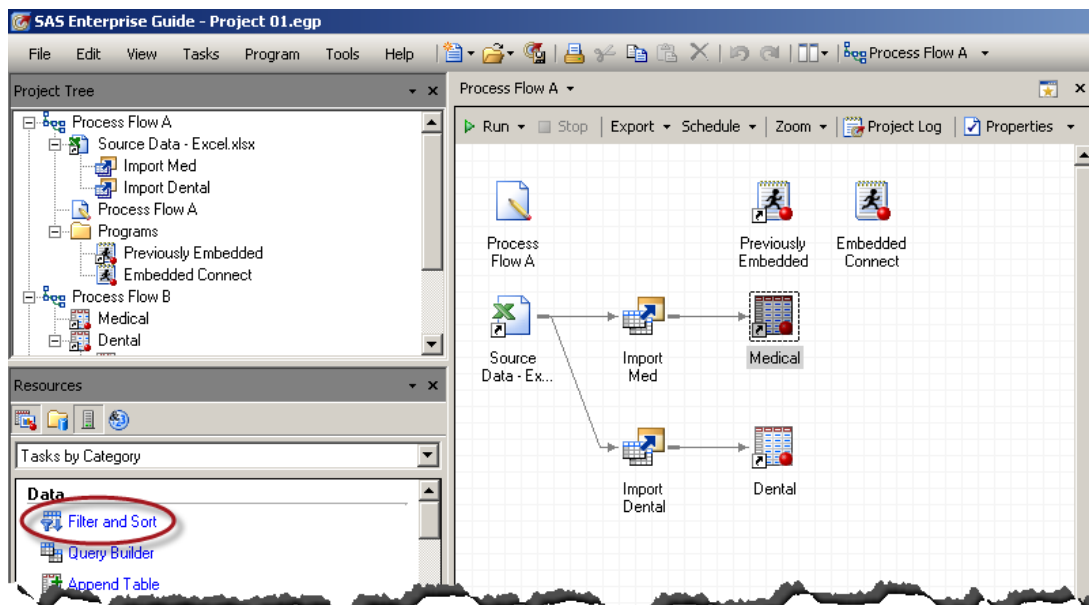 SAS Enterprise Guide - Project 01.egp
File Edit View Tasks Program Tools Help Process Flow A
Project Tree
Process Flow A
Source Data - Excel.xlsx
Import Med
Import Dental
Process Flow A
Programs
Previously Embedded
Embedded Connect
Process Flow B
Medical
Dental
Resources
Tasks by Category
Data
Filter and Sort
Query Builder
Append Table
Process Flow A
Run Stop Export Schedule Zoom Project Log Properties
Process
Flow A
Previously
Embedded
Embedded
Connect
Source
Data - Ex...
Import
Med
Medical
Import
Dental
Dental